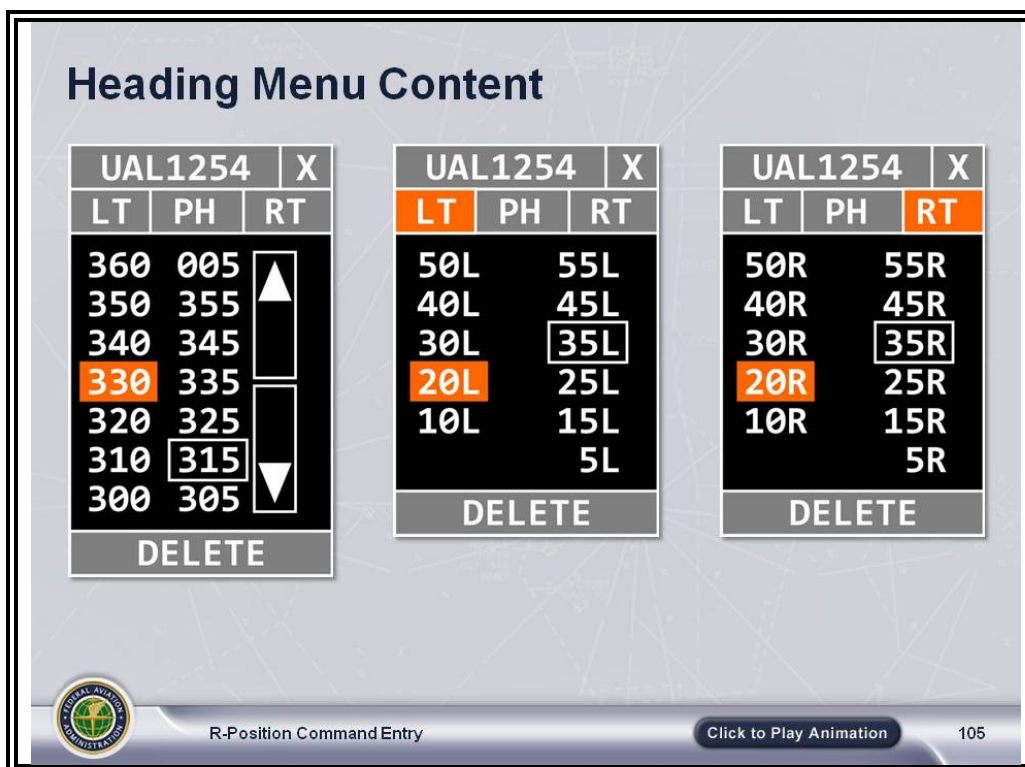 Heading Menu Content
UAL1254 X
LT PH RT
360 005
350 355
340 345
330 335
320 325
310 315
300 305
DELETE
UAL1254 X
LT PH RT
50L 55L
40L 45L
30L 35L
20L 25L
10L 15L
5L
DELETE
UAL1254 X
LT PH RT
50R 55R
40R 45R
30R 35R
20R 25R
10R 15R
5R
DELETE
FEDERAL AVIATION
ADMINISTRATION
R-Position Command Entry
Click to Play Animation
105